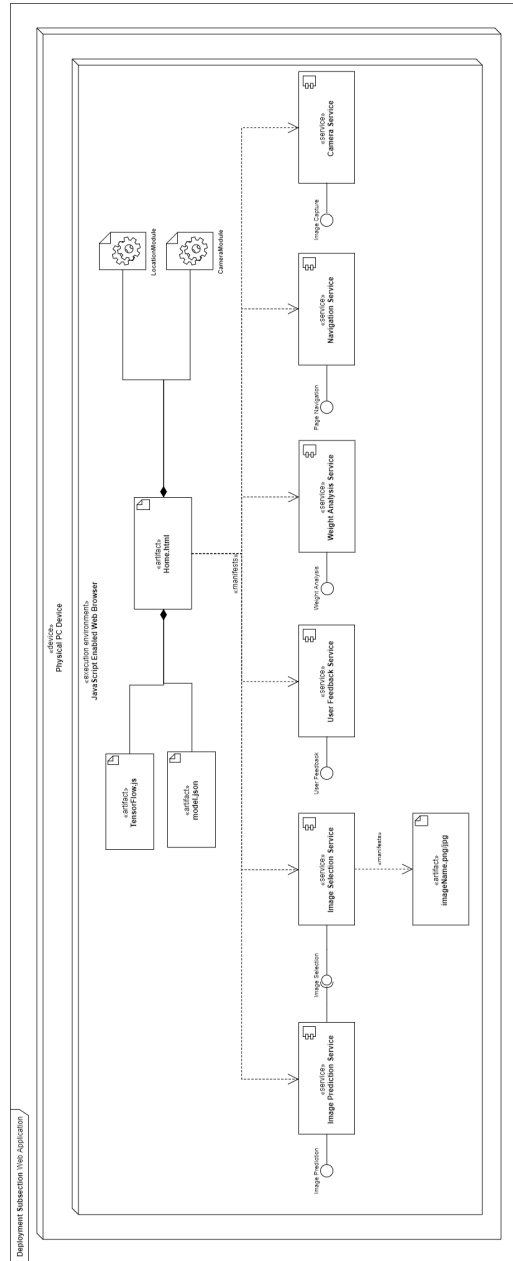 Deployment Subsection Web Application
«device»
Physical PC Device
«execution environment»
JavaScript Enabled Web Browser
«artifact»
TensorFlow.js
«artifact»
model.json
«artifact»
Home.html
LocationModule
CameraModule
«manifests»
Image Prediction
«service»
Image Prediction Service
Image Selection
«service»
Image Selection Service
User Feedback
«service»
User Feedback Service
Weight Analysis
«service»
Weight Analysis Service
Page Navigation
«service»
Navigation Service
Image Capture
«service»
Camera Service
«manifests»
«artifact»
imageName.png/jpg